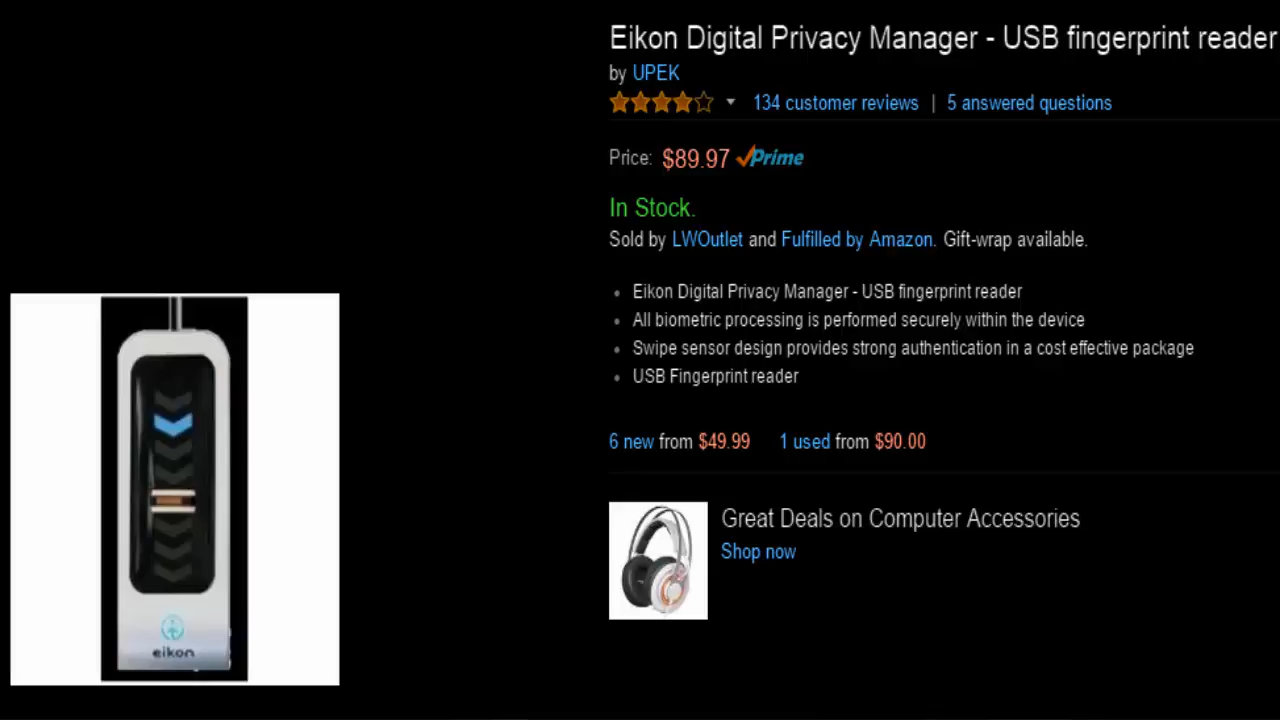 Eikon Digital Privacy Manager - USB fingerprint reader
by UPEK
134 customer reviews | 5 answered questions
Price: $89.97 Prime
In Stock.
Sold by LWOutlet and Fulfilled by Amazon. Gift-wrap available.
Eikon Digital Privacy Manager - USB fingerprint reader
All biometric processing is performed securely within the device
Swipe sensor design provides strong authentication in a cost effective package
USB Fingerprint reader
6 new from $49.99 1 used from $90.00
Great Deals on Computer Accessories
Shop now
eikon